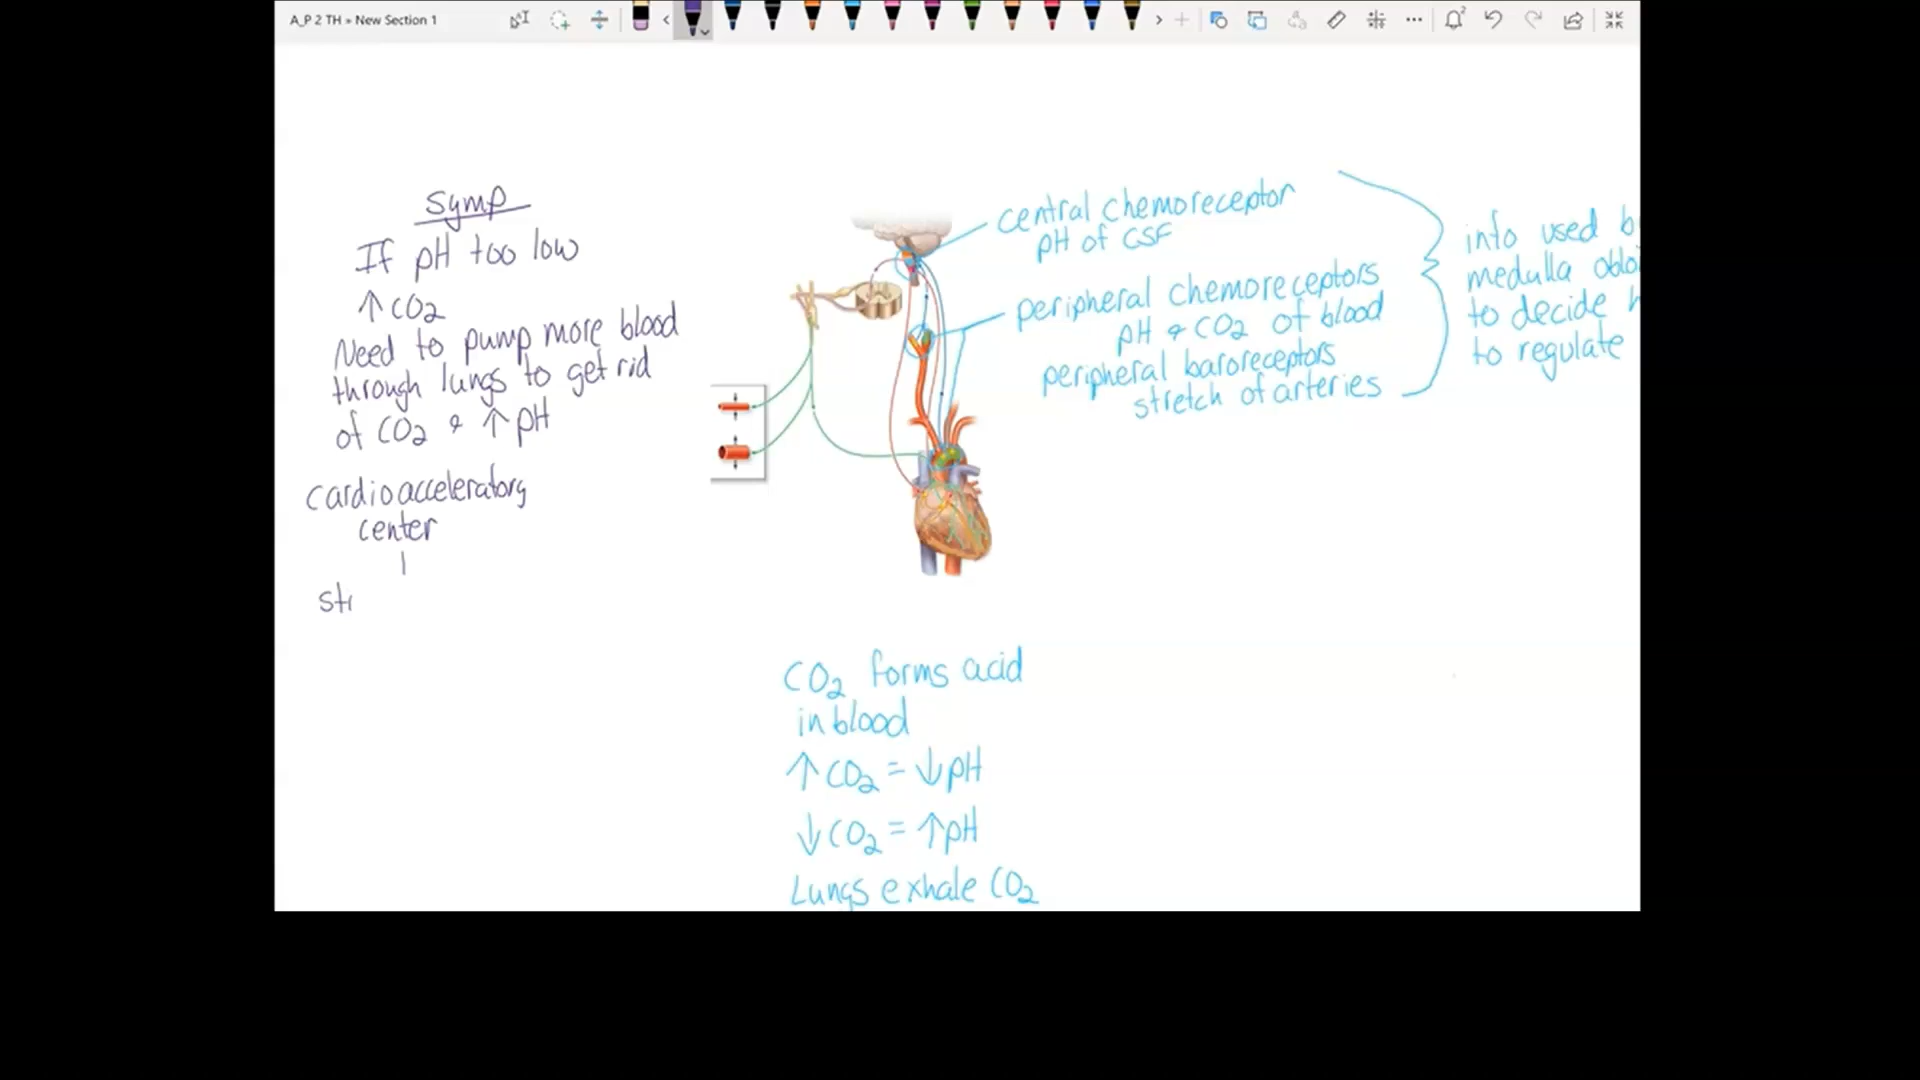 A_P 2 TH » New Section 1
Symp
If pH too low
↑ CO2
Need to pump more blood
through lungs to get rid
of CO2 & ↑ pH
cardioacceleratory
center
str
central chemoreceptor
pH of CSF
peripheral chemoreceptors
pH & CO2 of blood
peripheral baroreceptors
stretch of arteries
info used b
medulla oblo
to decide h
to regulate
CO2 forms acid
in blood
↑ CO2 = ↓ pH
↓ CO2 = ↑ pH
Lungs exhale CO2